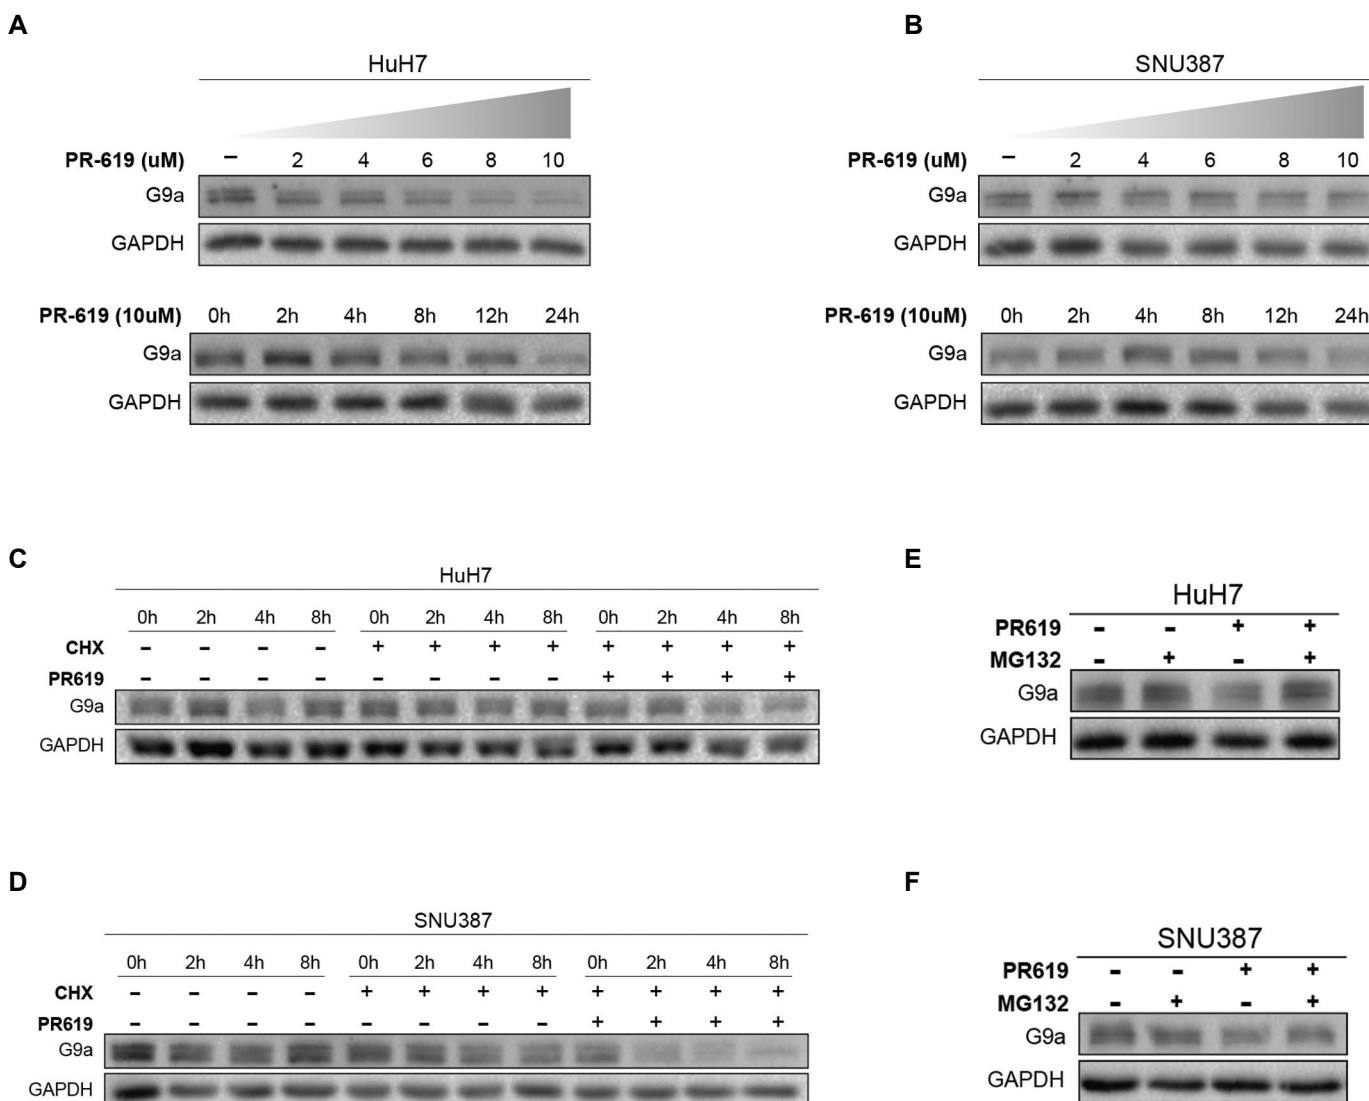 A
HuH7
PR-619 (uM) – 2 4 6 8 10
G9a
GAPDH
PR-619 (10uM) 0h 2h 4h 8h 12h 24h
G9a
GAPDH
B
SNU387
PR-619 (uM) – 2 4 6 8 10
G9a
GAPDH
PR-619 (10uM) 0h 2h 4h 8h 12h 24h
G9a
GAPDH
C
HuH7
0h 2h 4h 8h 0h 2h 4h 8h 0h 2h 4h 8h
CHX - - - - + + + + + + + +
PR619 - - - - - - - - + + + +
G9a
GAPDH
E
HuH7
PR619 - - + +
MG132 - + - +
G9a
GAPDH
D
SNU387
0h 2h 4h 8h 0h 2h 4h 8h 0h 2h 4h 8h
CHX - - - - + + + + + + + +
PR619 - - - - - - - - + + + +
G9a
GAPDH
F
SNU387
PR619 - - + +
MG132 - + - +
G9a
GAPDH